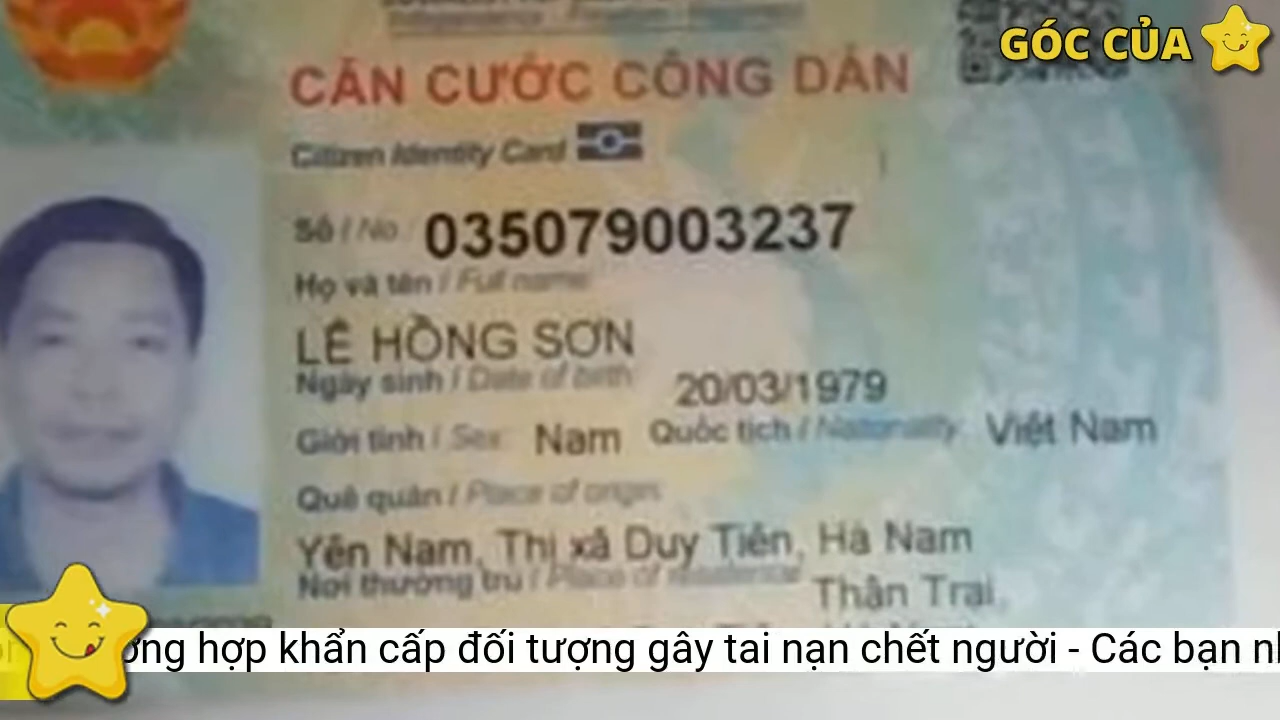 GÓC CỦA
CĂN CƯỚC CÔNG DÂN
Citizen Identity Card
Số / No.: 035079003237
Họ và tên / Full name:
LÊ HỒNG SƠN
Ngày sinh / Date of birth: 20/03/1979
Giới tính / Sex: Nam Quốc tịch / Nationality: Việt Nam
Quê quán / Place of origin:
Yên Nam, Thị xã Duy Tiên, Hà Nam
Nơi thường trú / Place of residence: Thận Trại,
hợp khẩn cấp đối tượng gây tai nạn chết người - Các bạn